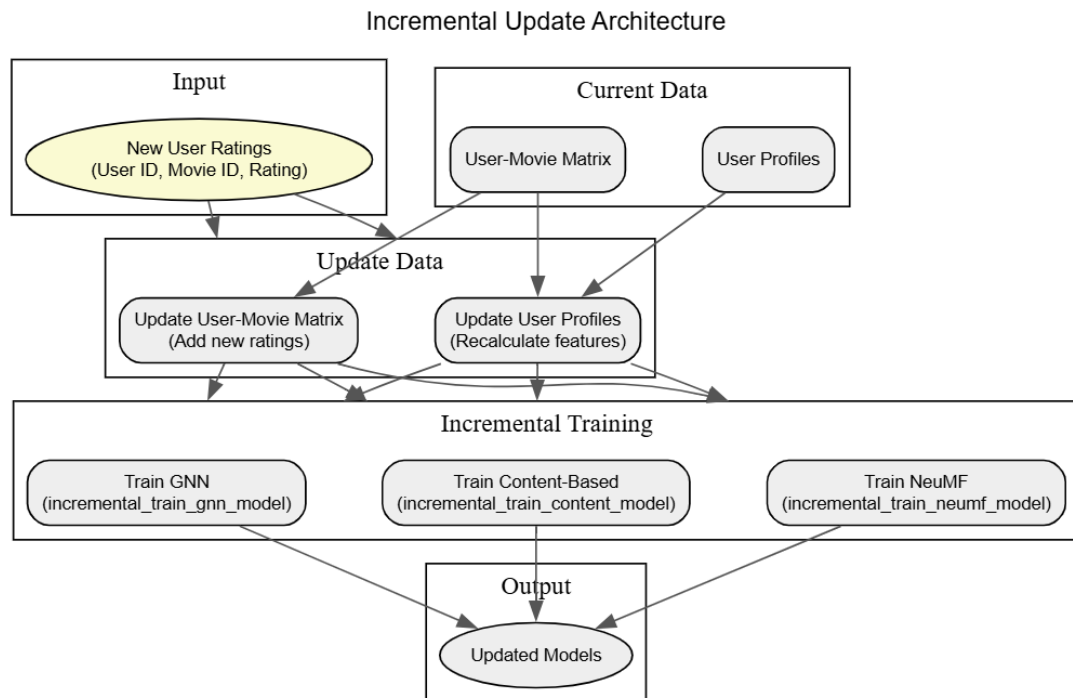 Incremental Update Architecture
Input
New User Ratings
(User ID, Movie ID, Rating)
Current Data
User-Movie Matrix
User Profiles
Update Data
Update User-Movie Matrix
(Add new ratings)
Update User Profiles
(Recalculate features)
Incremental Training
Train GNN
(incremental_train_gnn_model)
Train Content-Based
(incremental_train_content_model)
Train NeuMF
(incremental_train_neumf_model)
Output
Updated Models